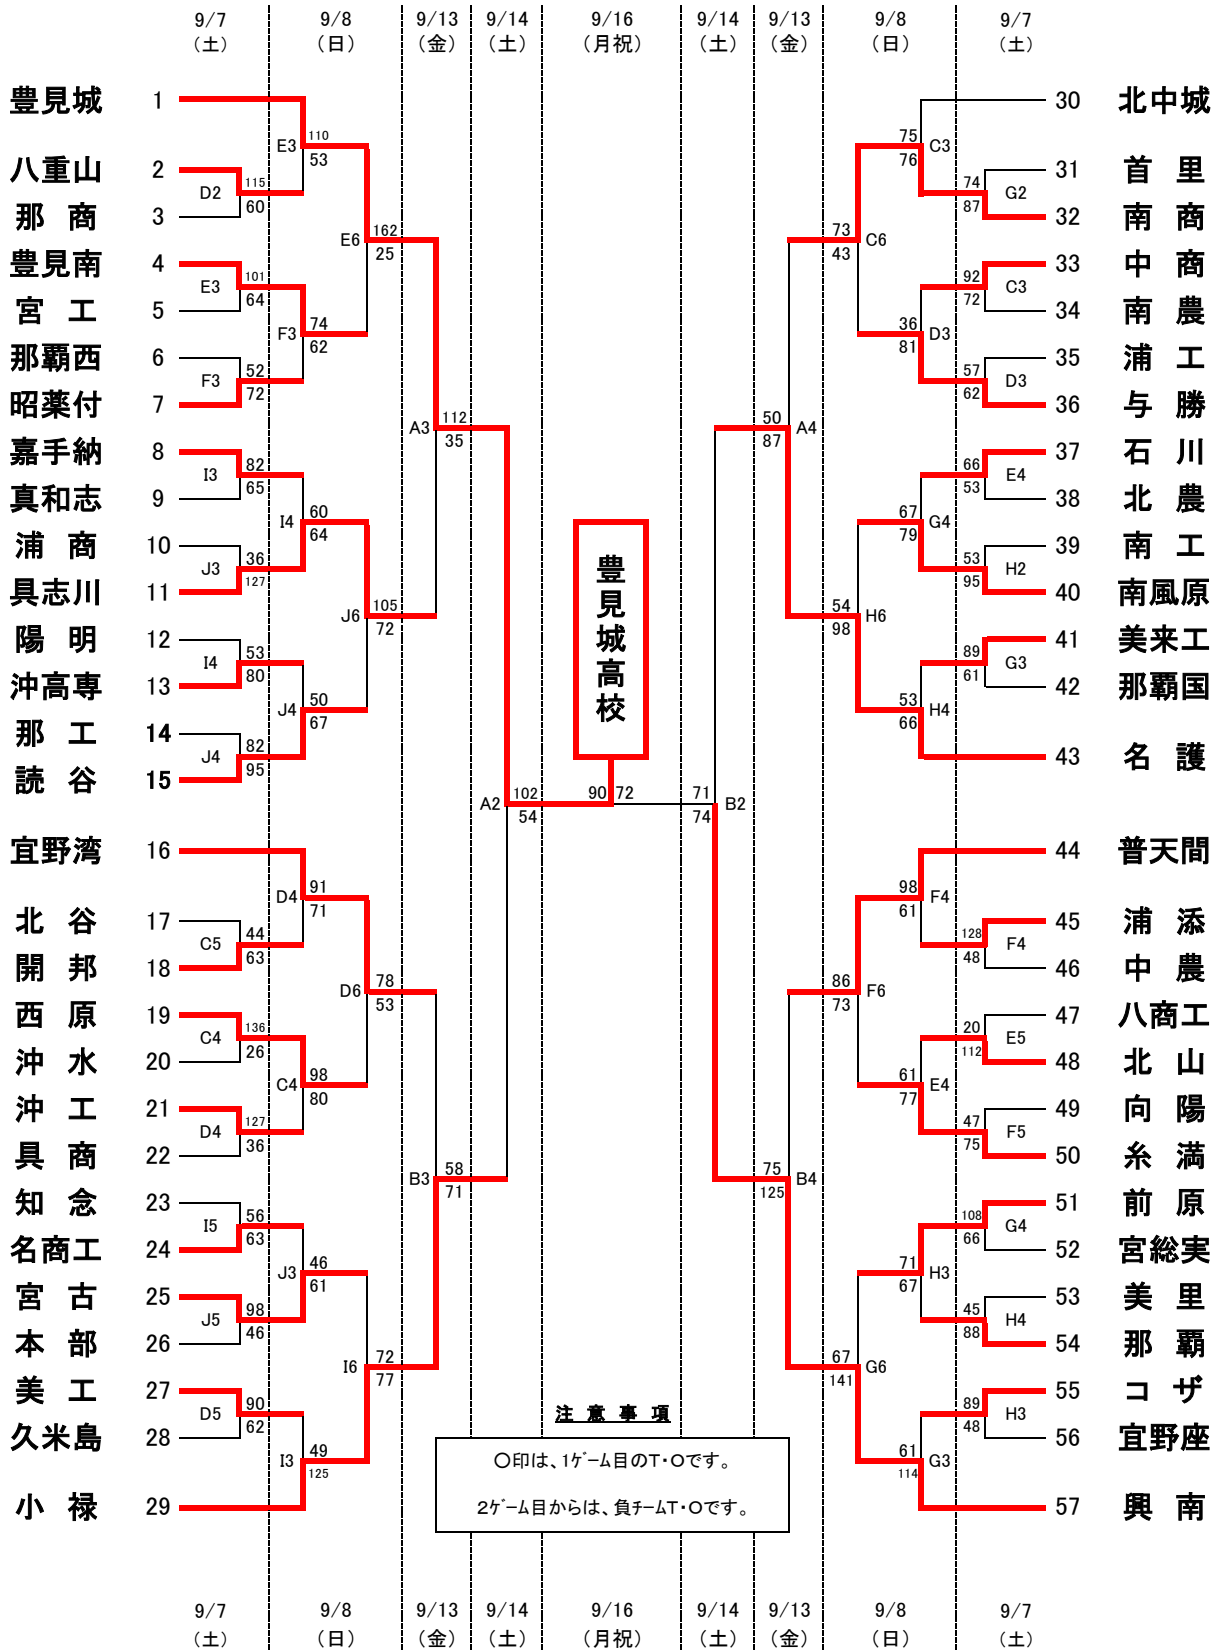 9/7 9/8 9/13 9/14 9/16 9/14 9/13 9/8 9/7
(土) (日) (金) (土) (月祝) (土) (金) (日) (土)
豊見城 1
八重山 2
那商 3
豊見南 4
宮工 5
那覇西 6
昭薬付 7
嘉手納 8
真和志 9
浦商 10
具志川 11
陽明 12
沖高専 13
那工 14
読谷 15
宜野湾 16
北谷 17
開邦 18
西原 19
沖水 20
沖工 21
具商 22
知念 23
名商工 24
宮古 25
本部 26
美工 27
久米島 28
小禄 29
D2 115 60
E3 101 64
F3 52 72
I3 82 65
J3 36 127
I4 53 80
J4 82 95
C5 44 63
C4 136 26
D4 127 36
I5 56 63
J5 98 46
D5 90 62
E3 110 53
F3 74 62
I4 60 64
J4 50 67
D4 91 71
C4 98 80
J3 46 61
I3 49 125
E6 162 25
J6 105 72
D6 78 53
I6 72 77
A3 112 35
B3 58 71
A2 102 54
豊見城高校
90 72
71 74 B2
50 87 A4
75 125 B4
73 43 C6
54 98 H6
86 73 F6
67 141 G6
75 76 C3
36 81 D3
67 79 G4
53 66 H4
98 61 F4
61 77 E4
71 67 H3
61 114 G3
74 87 G2
92 72 C3
57 62 D3
66 53 E4
53 95 H2
89 61 G3
128 48 F4
20 112 E5
47 75 F5
108 66 G4
45 88 H4
89 48 H3
30 北中城
31 首里
32 南商
33 中商
34 南農
35 浦工
36 与勝
37 石川
38 北農
39 南工
40 南風原
41 美来工
42 那覇国
43 名護
44 普天間
45 浦添
46 中農
47 八商工
48 北山
49 向陽
50 糸満
51 前原
52 宮総実
53 美里
54 那覇
55 コザ
56 宜野座
57 興南
注意事項
○印は、1ゲーム目のT・Oです。
2ゲーム目からは、負チームT・Oです。
9/7 9/8 9/13 9/14 9/16 9/14 9/13 9/8 9/7
(土) (日) (金) (土) (月祝) (土) (金) (日) (土)